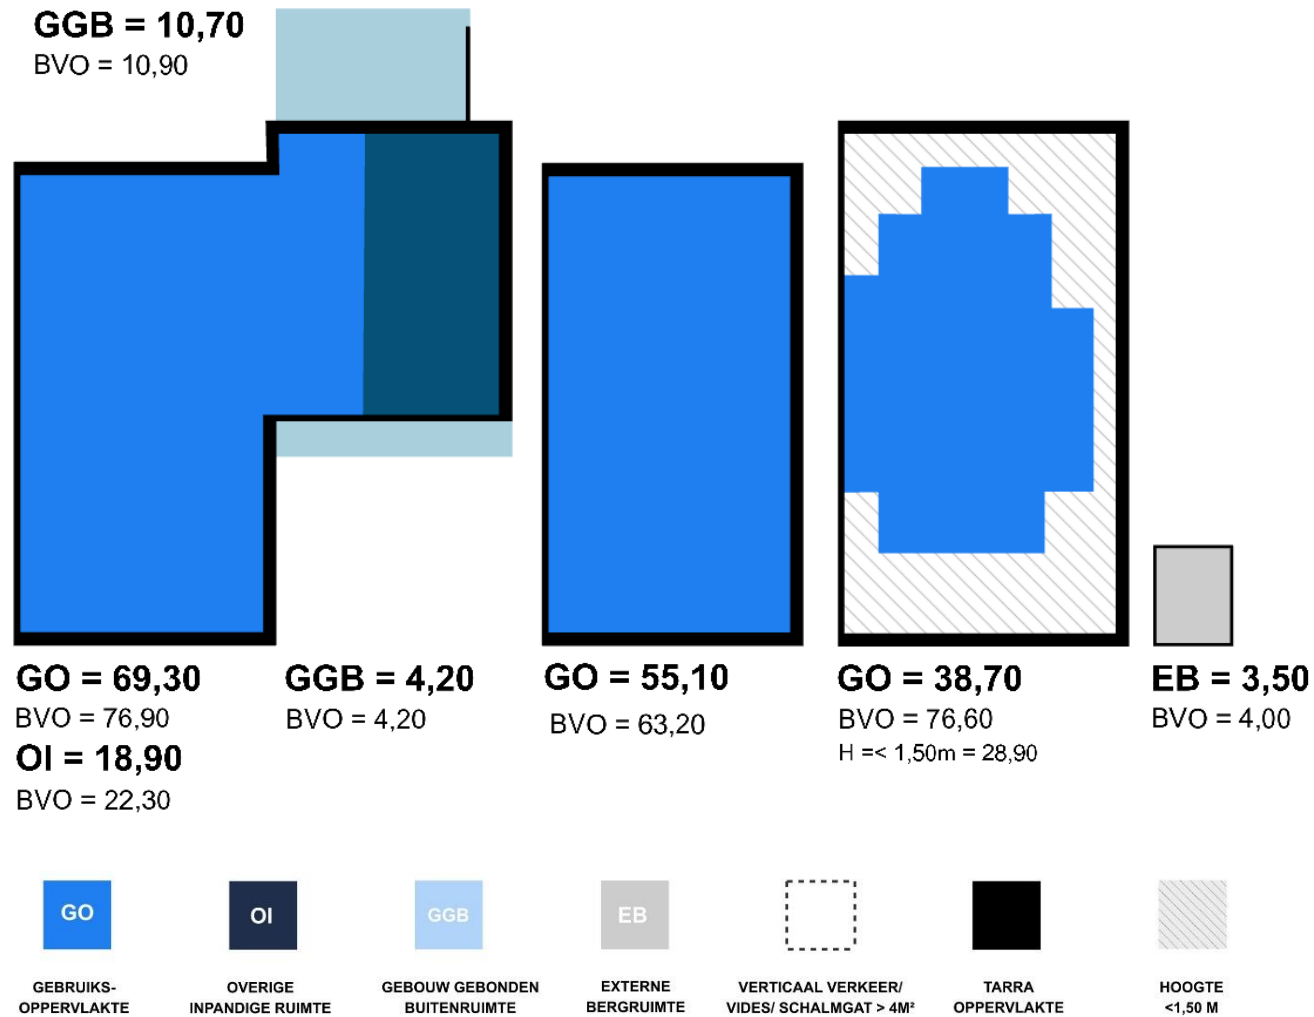 GGB = 10,70
BVO = 10,90
GO = 69,30
BVO = 76,90
OI = 18,90
BVO = 22,30
GGB = 4,20
BVO = 4,20
GO = 55,10
BVO = 63,20
GO = 38,70
BVO = 76,60
H =< 1,50m = 28,90
EB = 3,50
BVO = 4,00
GO
GEBRUIKS-
OPPERVLAKTE
OI
OVERIGE
INPANDIGE RUIMTE
GGB
GEBOUW GEBONDEN
BUITENRUIMTE
EB
EXTERNE
BERGRUIMTE
VERTICAAL VERKEER/
VIDES/ SCHALMGAT > 4M²
TARRA
OPPERVLAKTE
HOOGTE
<1,50 M